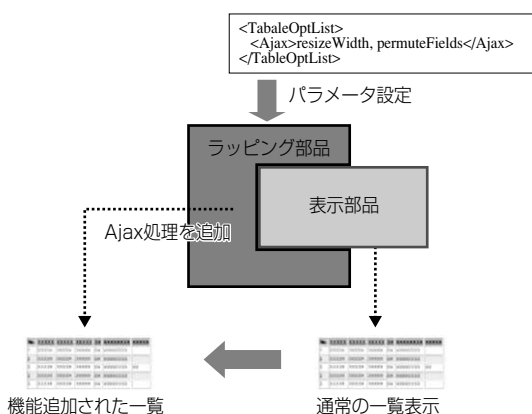 <TabaleOptList>
<Ajax>resizeWidth, permuteFields</Ajax>
</TableOptList>
パラメータ設定
ラッピング部品
表示部品
Ajax処理を追加
機能追加された一覧
通常の一覧表示